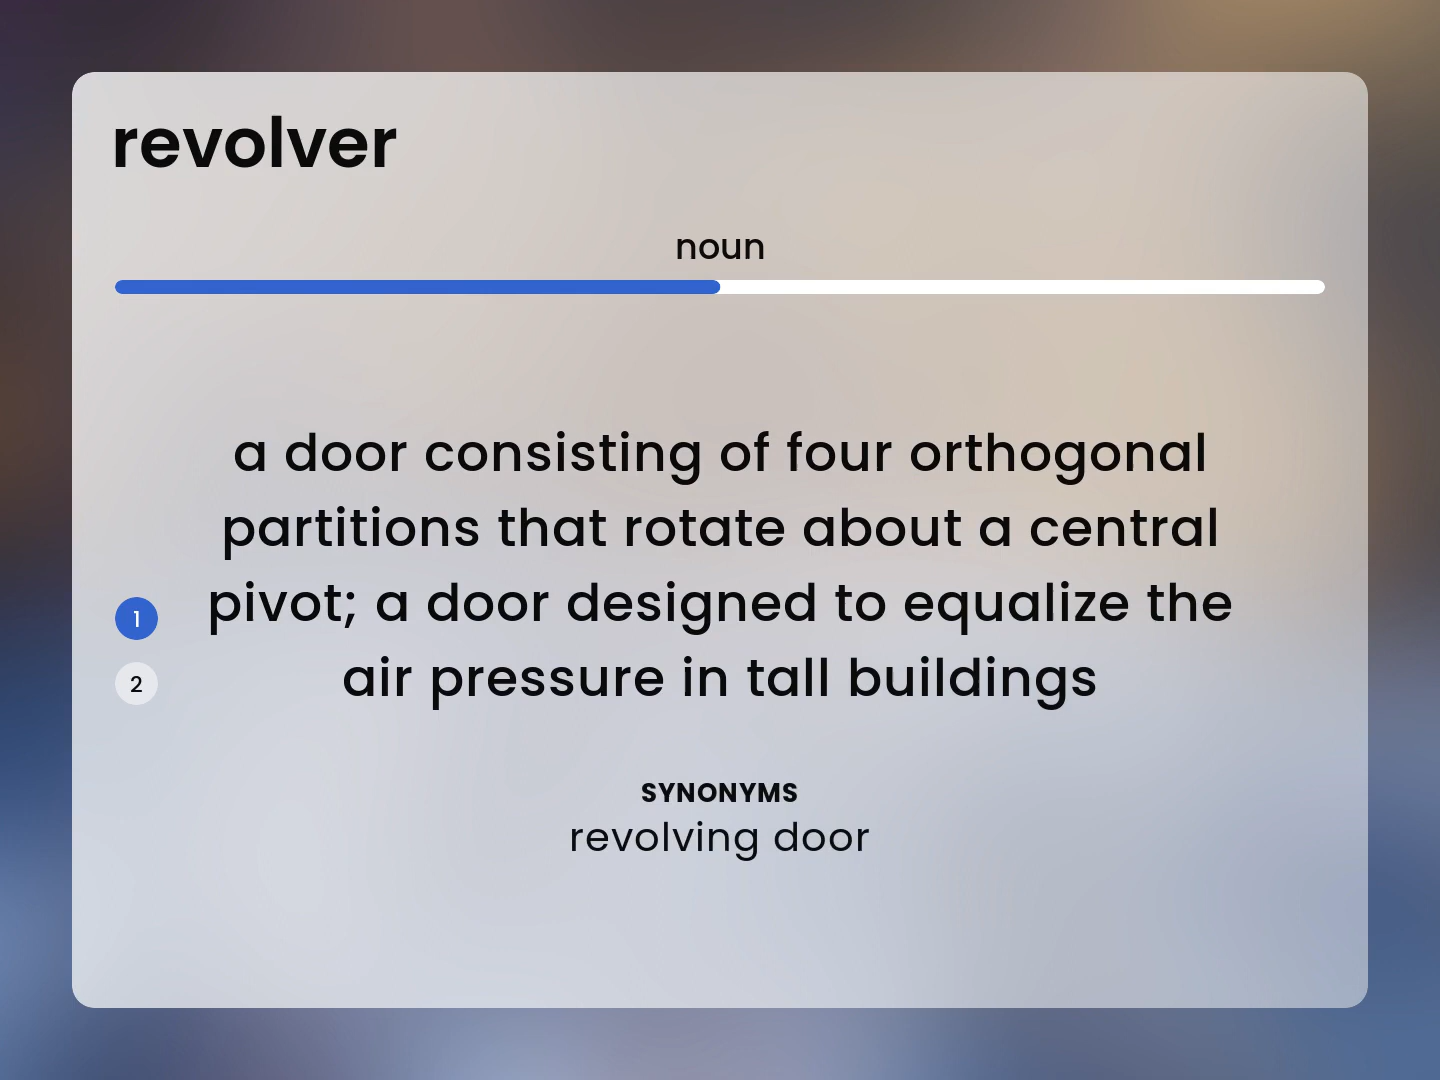 revolver
noun
a door consisting of four orthogonal
partitions that rotate about a central
pivot; a door designed to equalize the
air pressure in tall buildings
1
2
SYNONYMS
revolving door